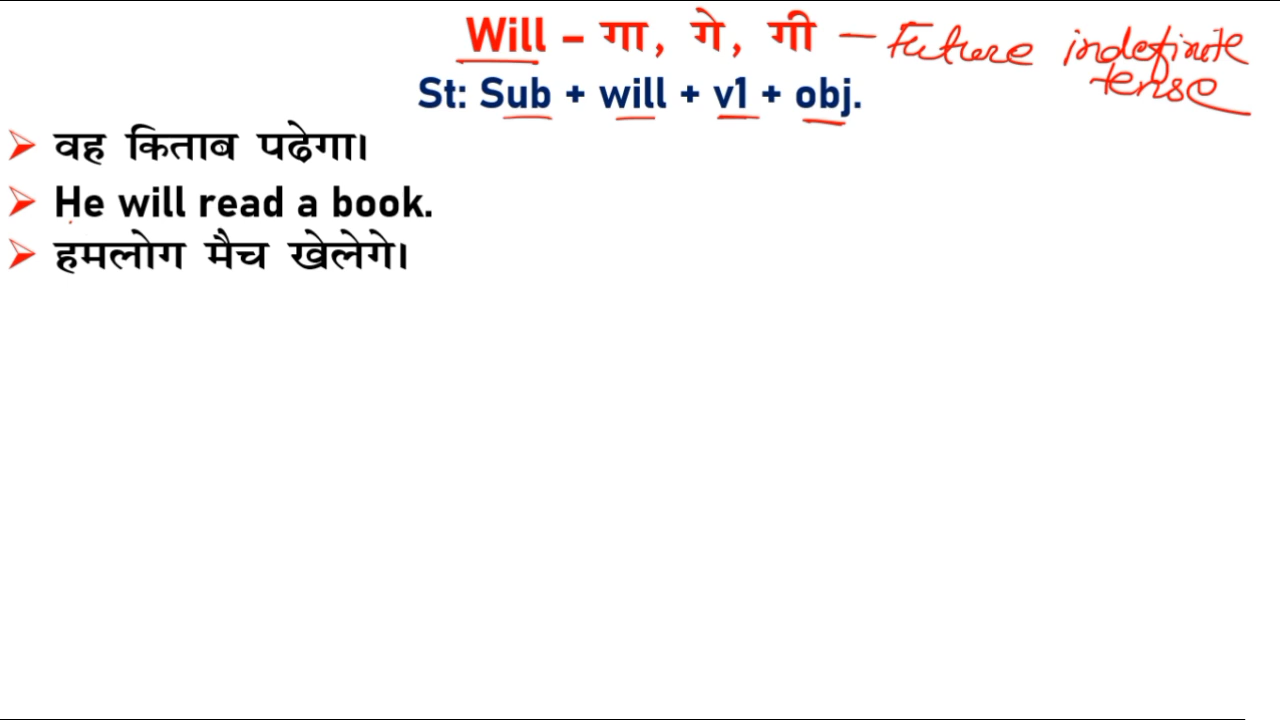 Will – गा, गे, गी — Future indefinite
tense
St: Sub + will + v1 + obj.
➢ वह किताब पढेगा।
➢ He will read a book.
➢ हमलोग मैच खेलेगे।